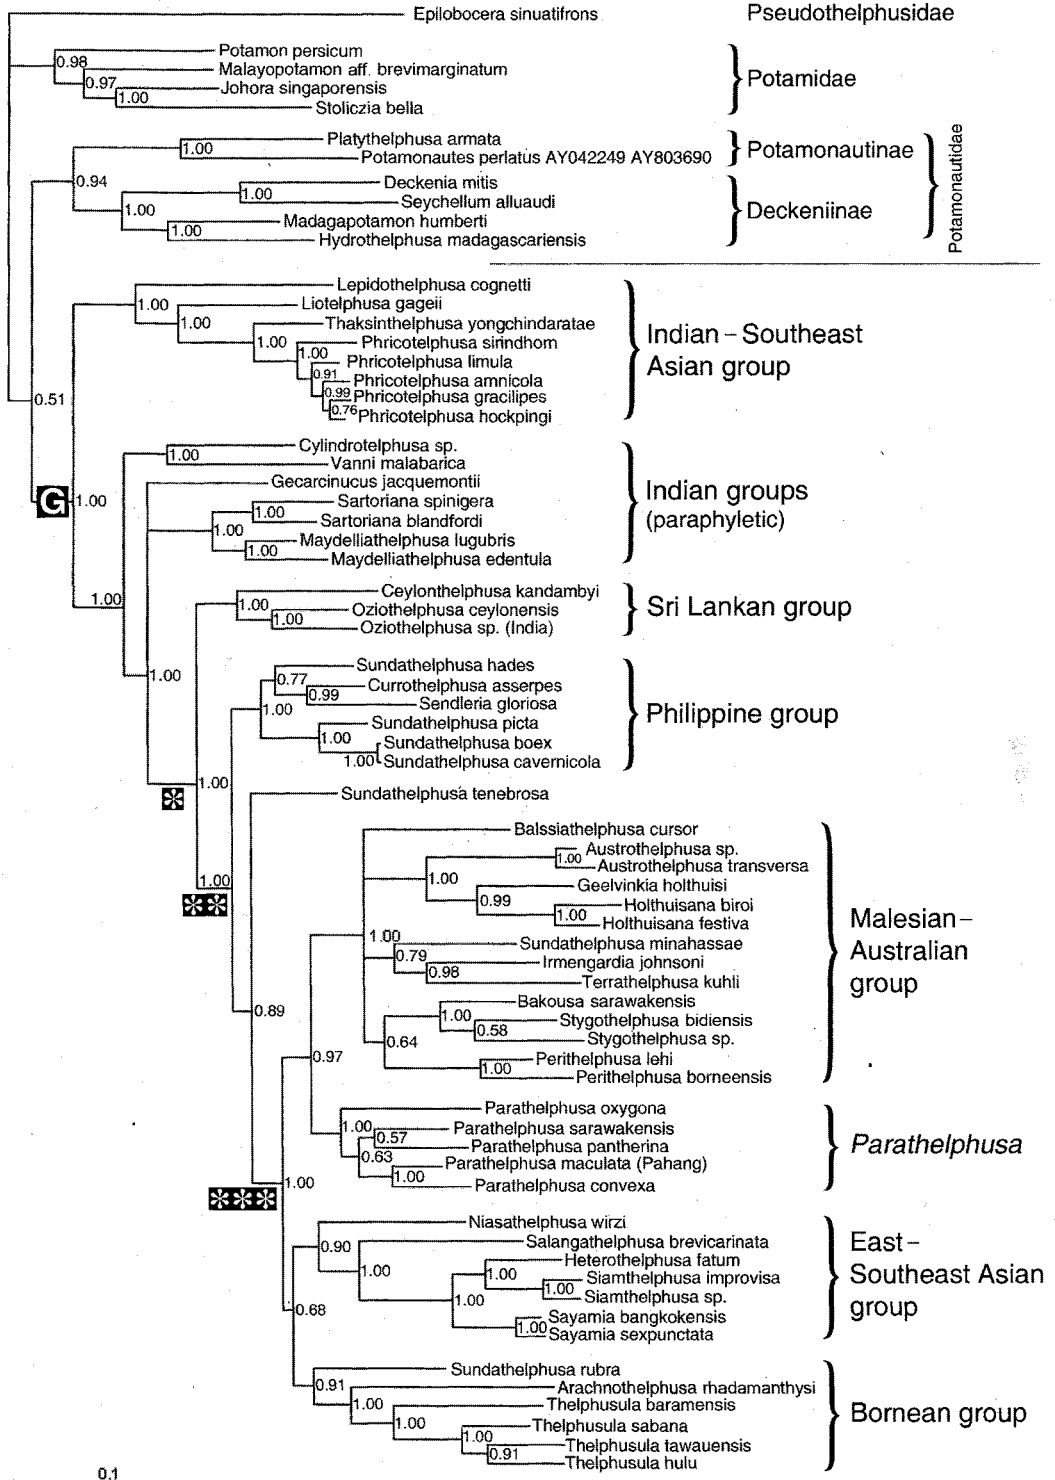 Epilobocera sinuatifrons
Pseudothelphusidae
Potamon persicum
0.98
Malayopotamon aff. brevimarginatum
0.97
Johora singaporensis
1.00
Stoliczia bella
Potamidae
Platythelphusa armata
1.00
Potamonautes perlatus AY042249 AY803690
Potamonautinae
0.94
Deckenia mitis
1.00
Seychellum alluaudi
1.00
Madagapotamon humberti
1.00
Hydrothelphusa madagascariensis
Deckeniinae
Potamonautidae
Lepidothelphusa cognetti
1.00
Liotelphusa gageii
1.00
Thaksinthelphusa yongchindaratae
1.00
Phricotelphusa sirindhorn
1.00
Phricotelphusa limula
0.91
Phricotelphusa amnicola
0.99
Phricotelphusa gracilipes
0.76
Phricotelphusa hockpingi
Indian–Southeast
Asian group
0.51
Cylindrotelphusa sp.
1.00
Vanni malabarica
Gecarcinucus jacquemontii
G
1.00
Sartoriana spinigera
1.00
Sartoriana blandfordi
1.00
Maydelliathelphusa lugubris
1.00
Maydelliathelphusa edentula
Indian groups
(paraphyletic)
1.00
Ceylonthelphusa kandambyi
1.00
Oziothelphusa ceylonensis
1.00
Oziothelphusa sp. (India)
Sri Lankan group
1.00
Sundathelphusa hades
0.77
Currothelphusa asserpes
0.99
Sendleria gloriosa
1.00
Sundathelphusa picta
1.00
Sundathelphusa boex
1.00
Sundathelphusa cavernicola
Philippine group
1.00
*
Sundathelphusa tenebrosa
1.00
**
Balssiathelphusa cursor
Austrothelphusa sp.
1.00
Austrothelphusa transversa
1.00
Geelvinkia holthuisi
0.99
Holthuisana biroi
1.00
Holthuisana festiva
1.00
Sundathelphusa minahassae
0.79
Irmengardia johnsoni
0.98
Terrathelphusa kuhli
Bakousa sarawakensis
1.00
Stygothelphusa bidiensis
0.58
Stygothelphusa sp.
0.64
Perithelphusa lehi
1.00
Perithelphusa borneensis
Malesian–
Australian
group
0.89
0.97
Parathelphusa oxygona
1.00
Parathelphusa sarawakensis
0.57
Parathelphusa pantherina
0.63
Parathelphusa maculata (Pahang)
1.00
Parathelphusa convexa
Parathelphusa
1.00
***
Niasathelphusa wirzi
0.90
Salangathelphusa brevicarinata
1.00
Heterothelphusa fatum
1.00
Siamthelphusa improvisa
1.00
Siamthelphusa sp.
1.00
Sayamia bangkokensis
1.00
Sayamia sexpunctata
East–
Southeast Asian
group
0.68
Sundathelphusa rubra
0.91
Arachnothelphusa rhadamanthysi
1.00
Thelphusula baramensis
1.00
Thelphusula sabana
1.00
Thelphusula tawauensis
0.91
Thelphusula hulu
Bornean group
0.1